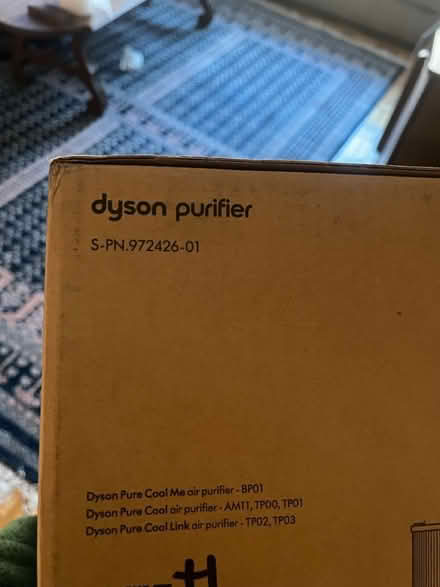 dyson purifier
S-PN.972426-01
Dyson Pure Cool Me air purifier - BP01
Dyson Pure Cool air purifier - AM11, TP00, TP01
Dyson Pure Cool Link air purifier - TP02, TP03